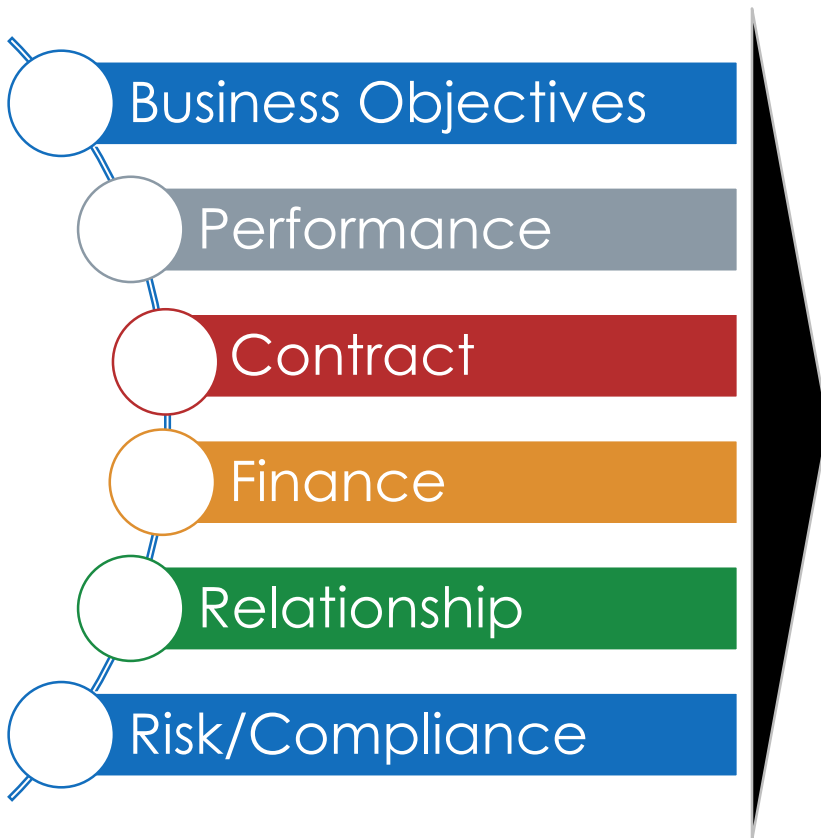 Business Objectives
Performance
Contract
Finance
Relationship
Risk/Compliance